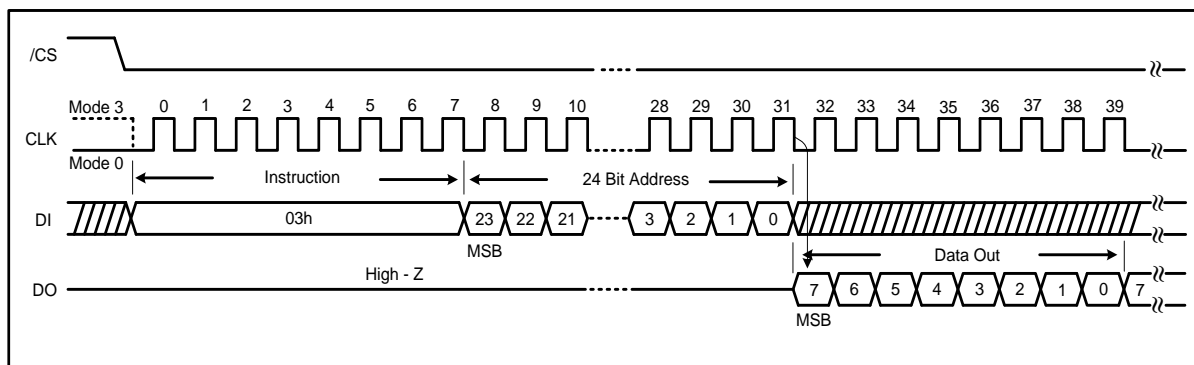 /CS
Mode 3 0 1 2 3 4 5 6 7 8 9 10 28 29 30 31 32 33 34 35 36 37 38 39
CLK
Mode 0
Instruction 24 Bit Address
DI 03h 23 22 21 3 2 1 0
MSB
High - Z Data Out
DO 7 6 5 4 3 2 1 0 7
MSB